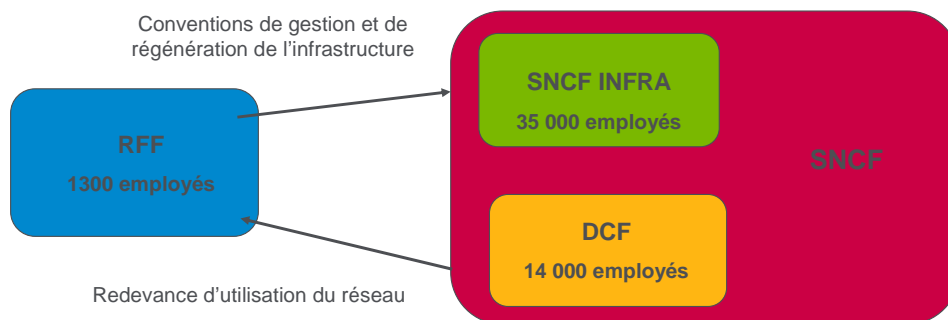 Conventions de gestion et de
régénération de l’infrastructure
SNCF INFRA
35 000 employés
RFF
1300 employés
SNCF
DCF
14 000 employés
Redevance d’utilisation du réseau